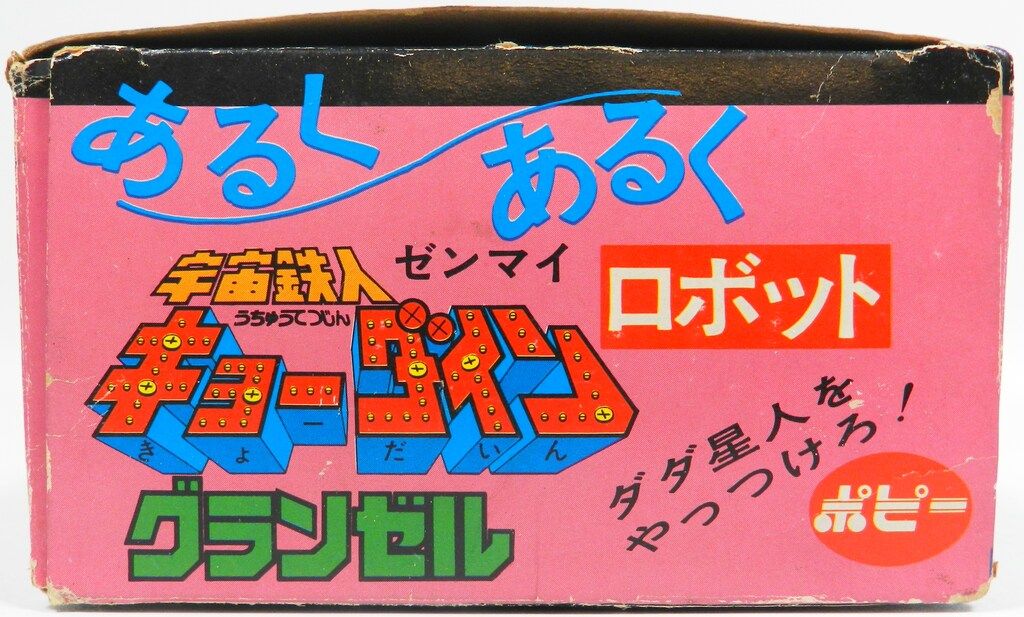 あるく
あるく
宇宙鉄人
うちゅうてつじん
ゼンマイ
ロボット
キョーダイン
きょーだいん
グランゼル
ダダ星人を
やっつけろ!
ポピー